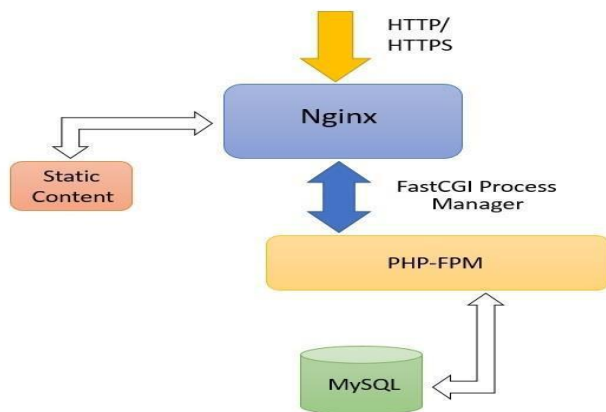 HTTP/
HTTPS
Nginx
Static
Content
FastCGI Process
Manager
PHP-FPM
MySQL